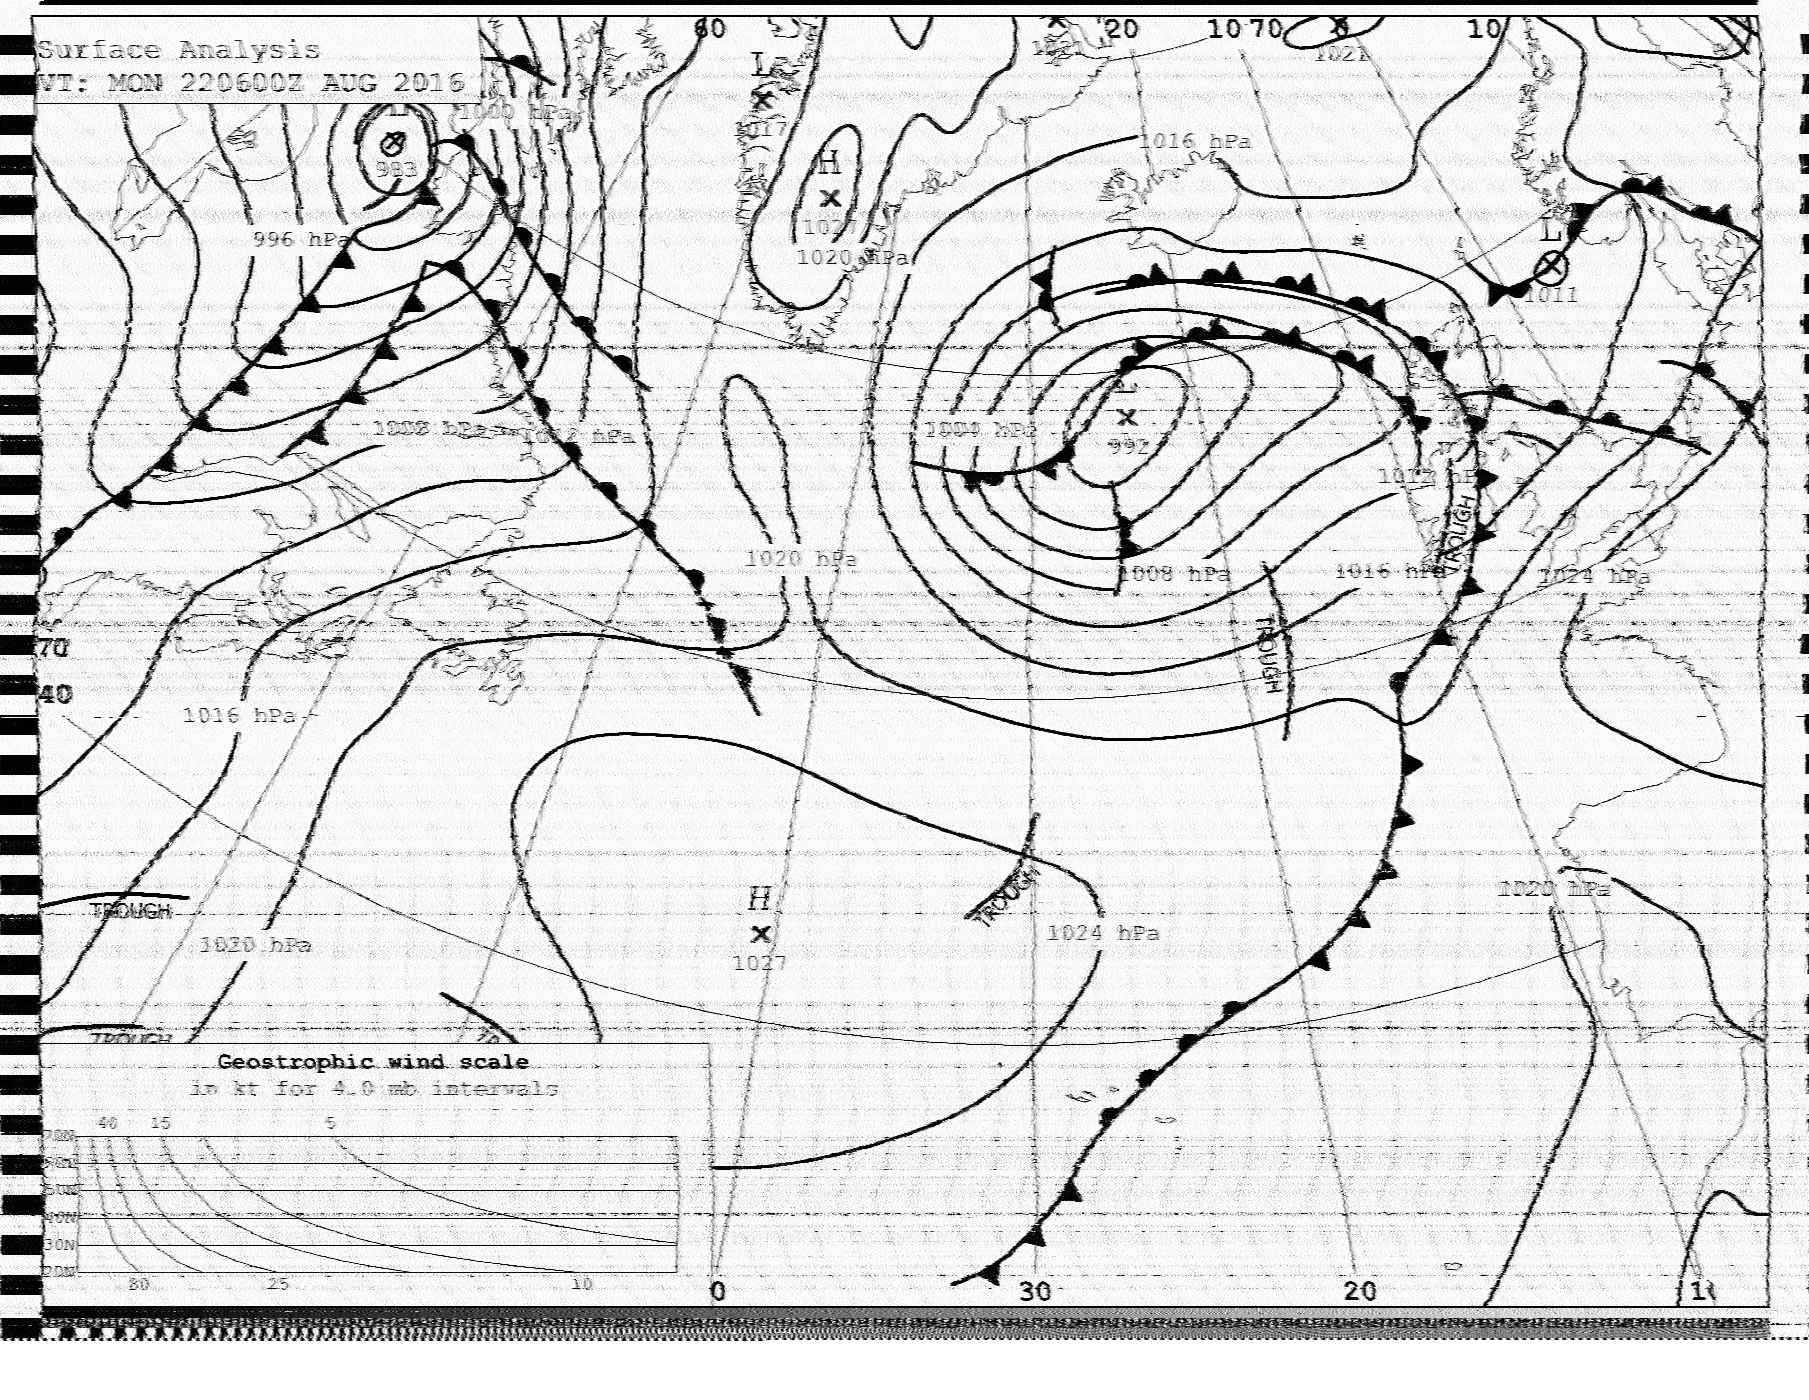 60
20
10 70
0
10
Surface Analysis
VT: MON 220600Z AUG 2016
L
1017
1021
1021
1000 hPa
983
H
1016 hPa
996 hPa
L
1020 hPa
1011
L
992
1008 hPa
1012 hPa
1004 hPa
1012 hPa
TROUGH
1020 hPa
1008 hPa
1016 hPa
1024 hPa
70
TROUGH
40
1016 hPa
H
1027
TROUGH
TROUGH
1020 hPa
1024 hPa
1020 hPa
TROUGH
Geostrophic wind scale
in kt for 4.0 mb intervals
40 15 5
70N
50N
40N
30N
20N
80 25 10
0
30
20